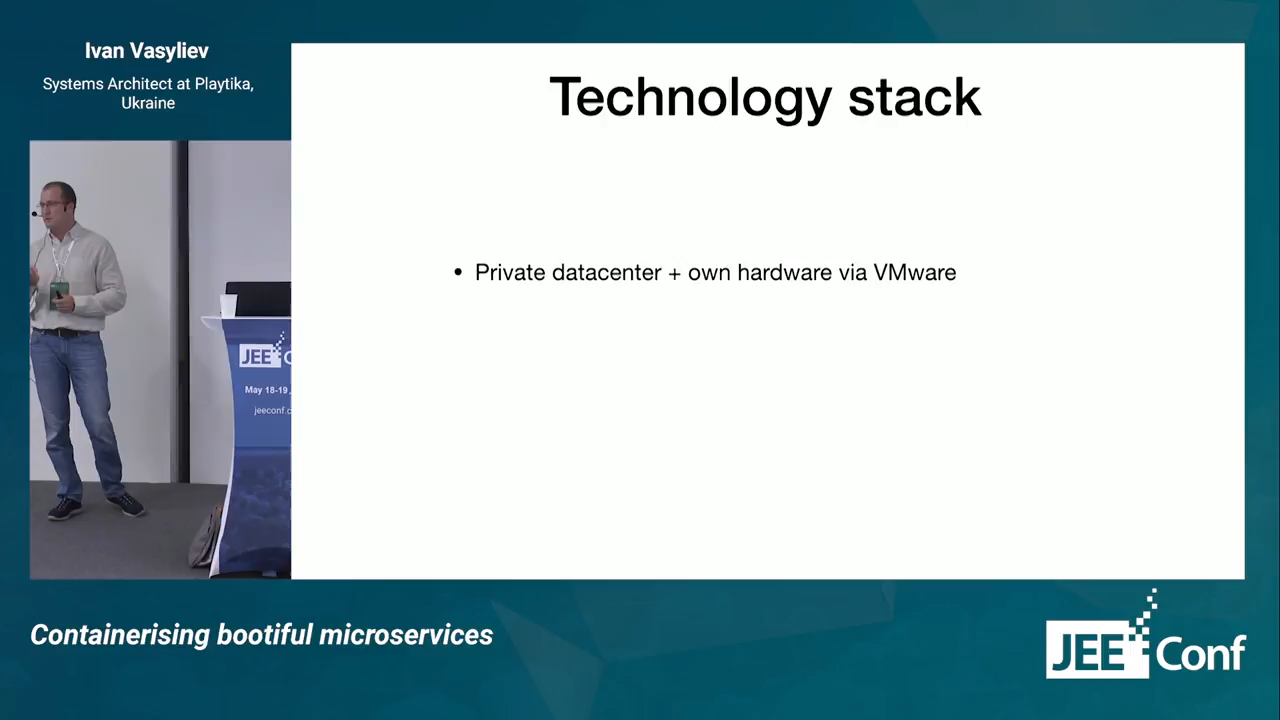 Ivan Vasyliev
Systems Architect at Playtika,
Ukraine
Technology stack
• Private datacenter + own hardware via VMware
JEE
May 18-19
jeeconf.c
Containerising bootiful microservices
JEE Conf